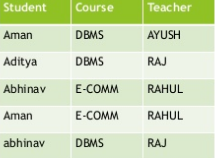 Student Course Teacher
Aman DBMS AYUSH
Aditya DBMS RAJ
Abhinav E-COMM RAHUL
Aman E-COMM RAHUL
abhinav DBMS RAJ